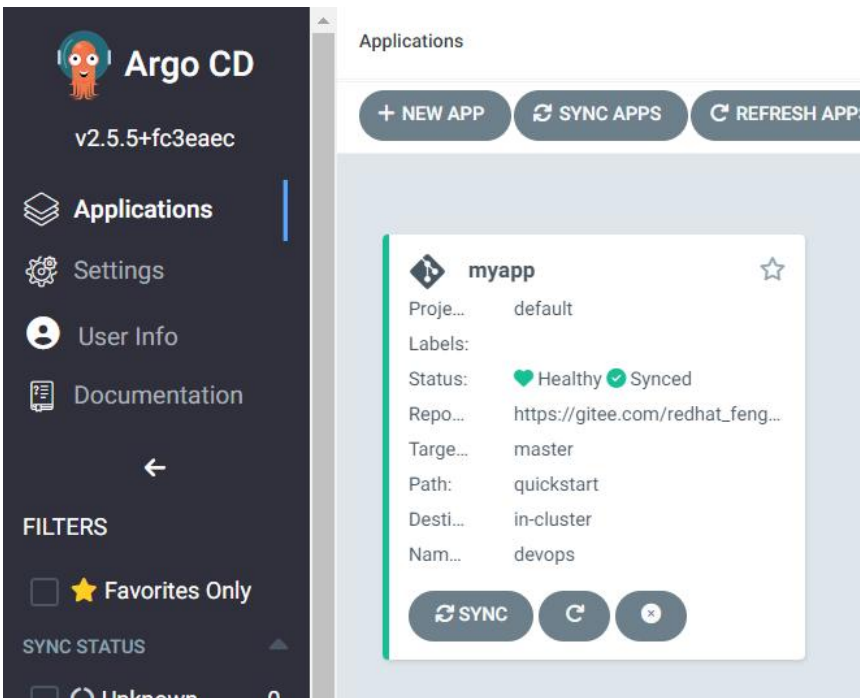 Argo CD
v2.5.5+fc3eaec
Applications
Settings
User Info
Documentation
FILTERS
Favorites Only
SYNC STATUS
Unknown 0
Applications
+ NEW APP SYNC APPS REFRESH APPS
myapp
Proje... default
Labels:
Status: Healthy Synced
Repo... https://gitee.com/redhat_feng...
Targe... master
Path: quickstart
Desti... in-cluster
Nam... devops
SYNC